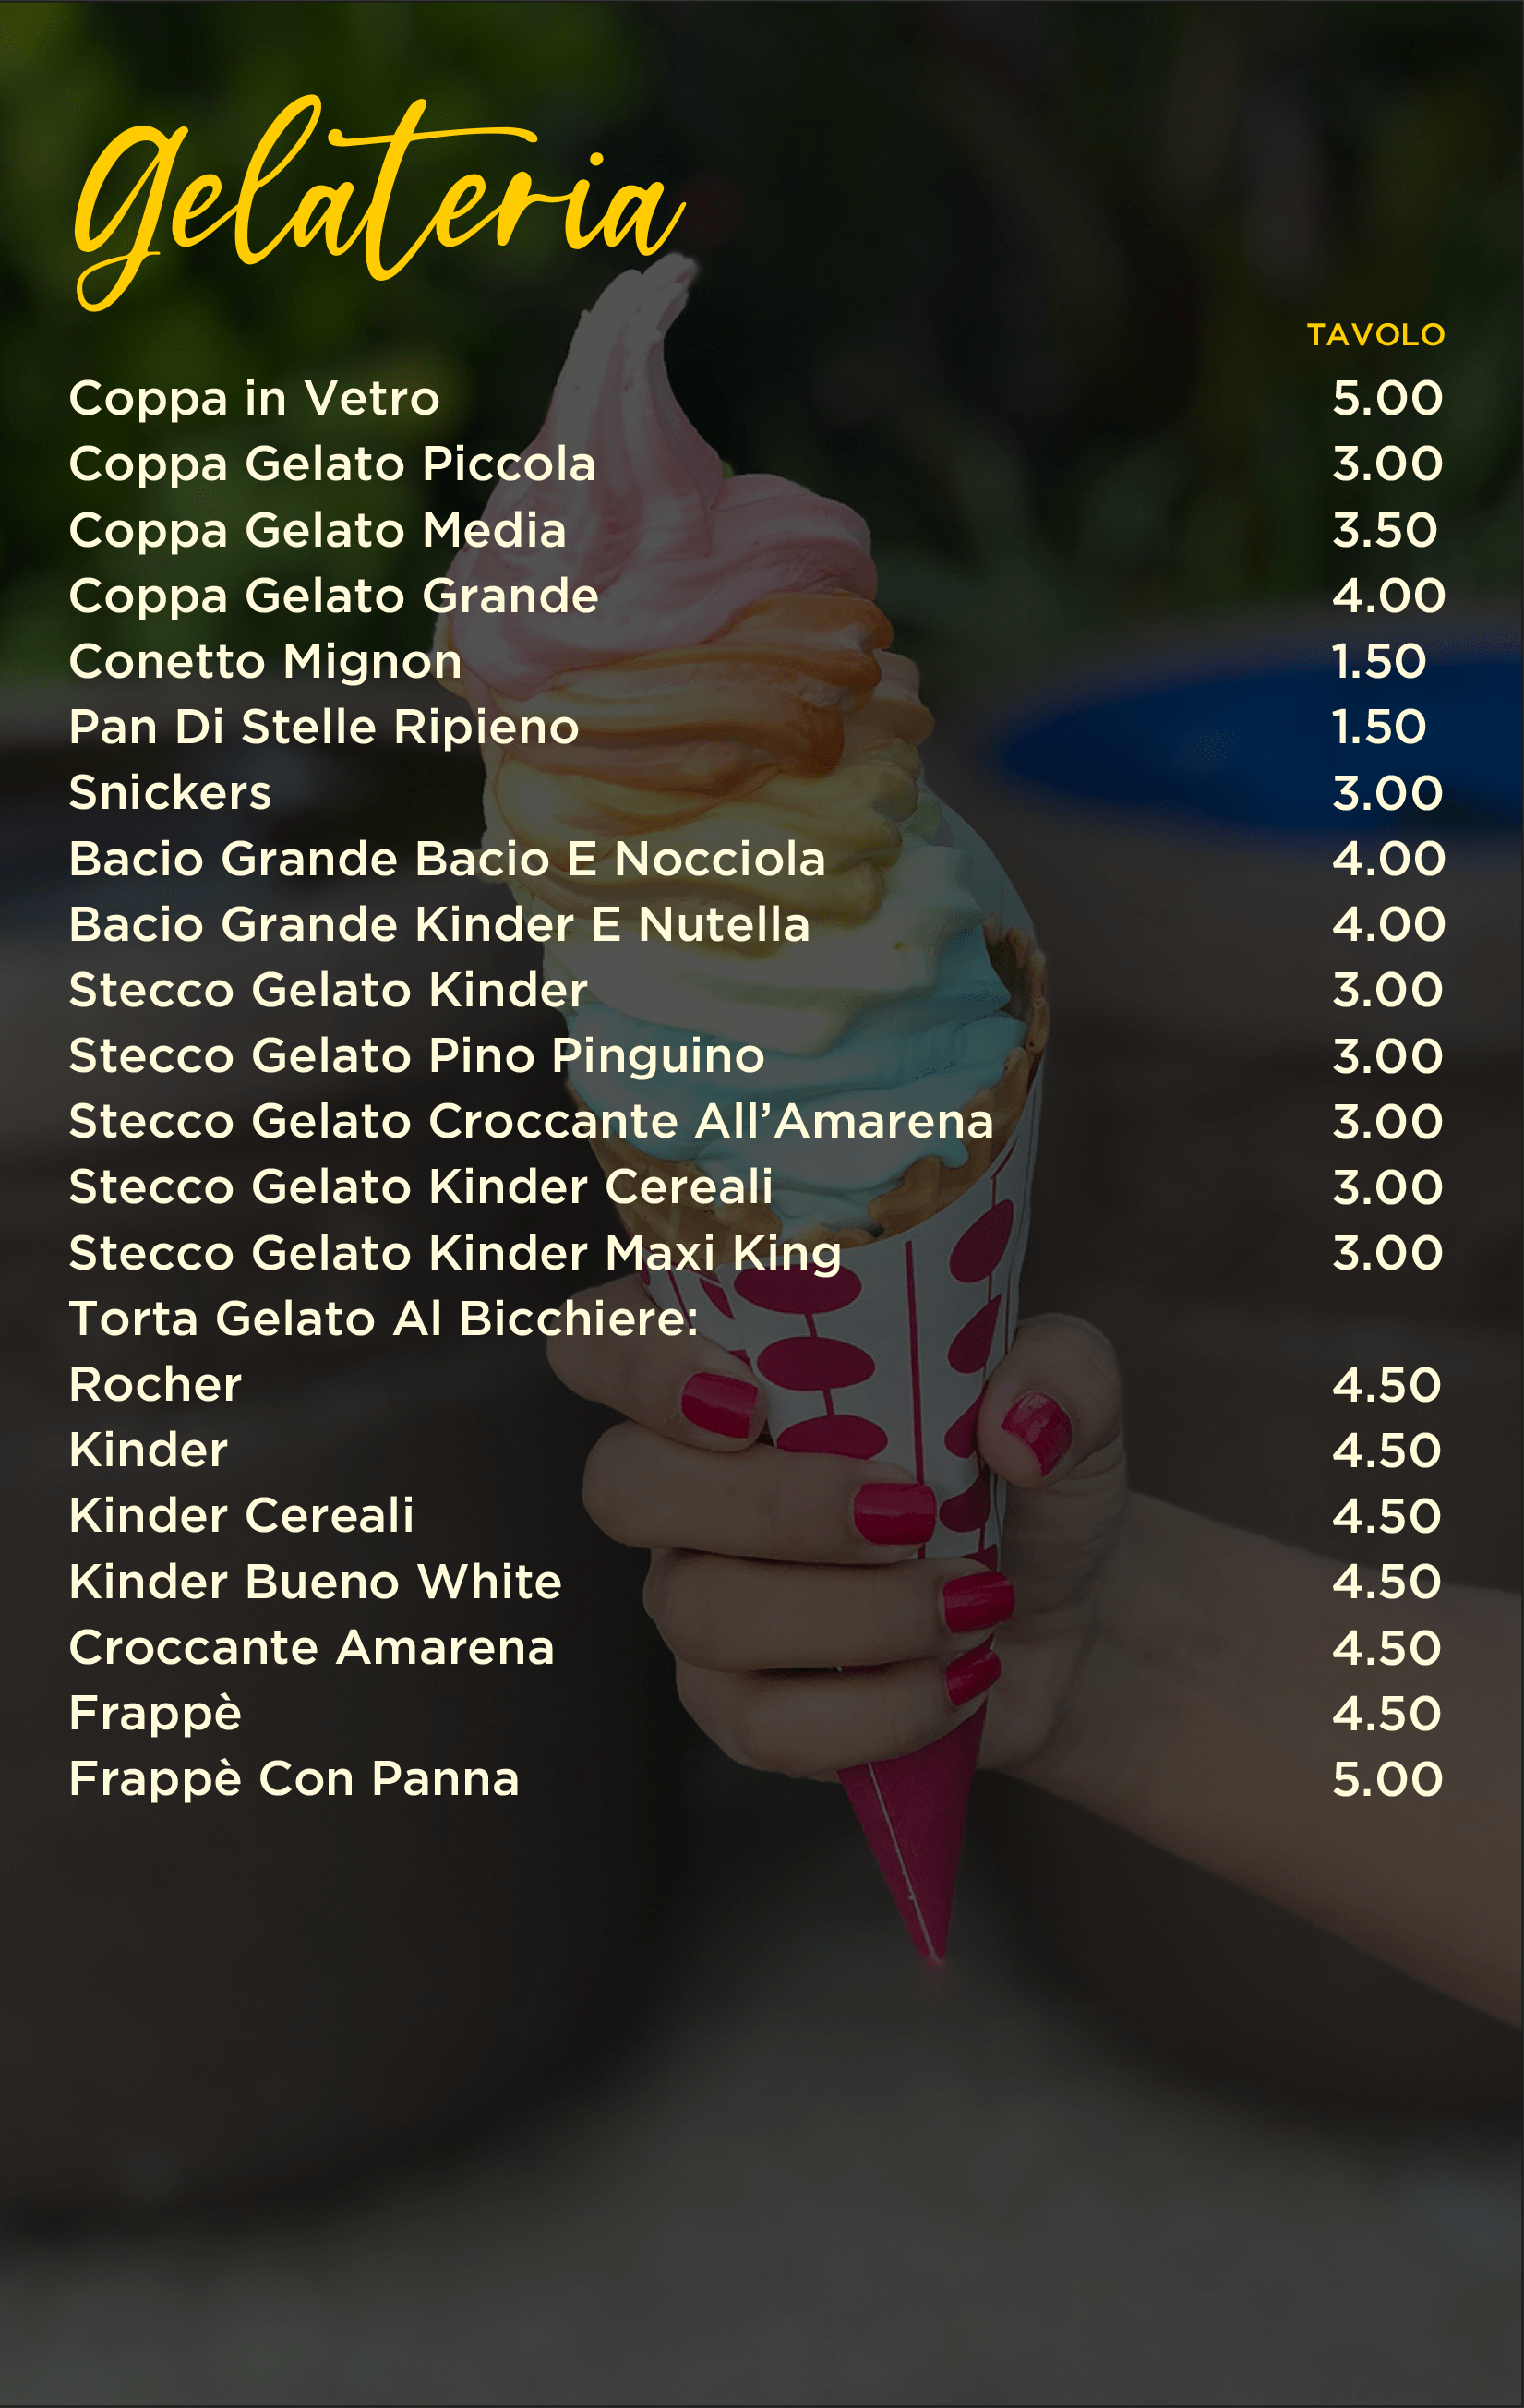 Gelateria
TAVOLO
Coppa in Vetro 5.00
Coppa Gelato Piccola 3.00
Coppa Gelato Media 3.50
Coppa Gelato Grande 4.00
Conetto Mignon 1.50
Pan Di Stelle Ripieno 1.50
Snickers 3.00
Bacio Grande Bacio E Nocciola 4.00
Bacio Grande Kinder E Nutella 4.00
Stecco Gelato Kinder 3.00
Stecco Gelato Pino Pinguino 3.00
Stecco Gelato Croccante All’Amarena 3.00
Stecco Gelato Kinder Cereali 3.00
Stecco Gelato Kinder Maxi King 3.00
Torta Gelato Al Bicchiere:
Rocher 4.50
Kinder 4.50
Kinder Cereali 4.50
Kinder Bueno White 4.50
Croccante Amarena 4.50
Frappè 4.50
Frappè Con Panna 5.00